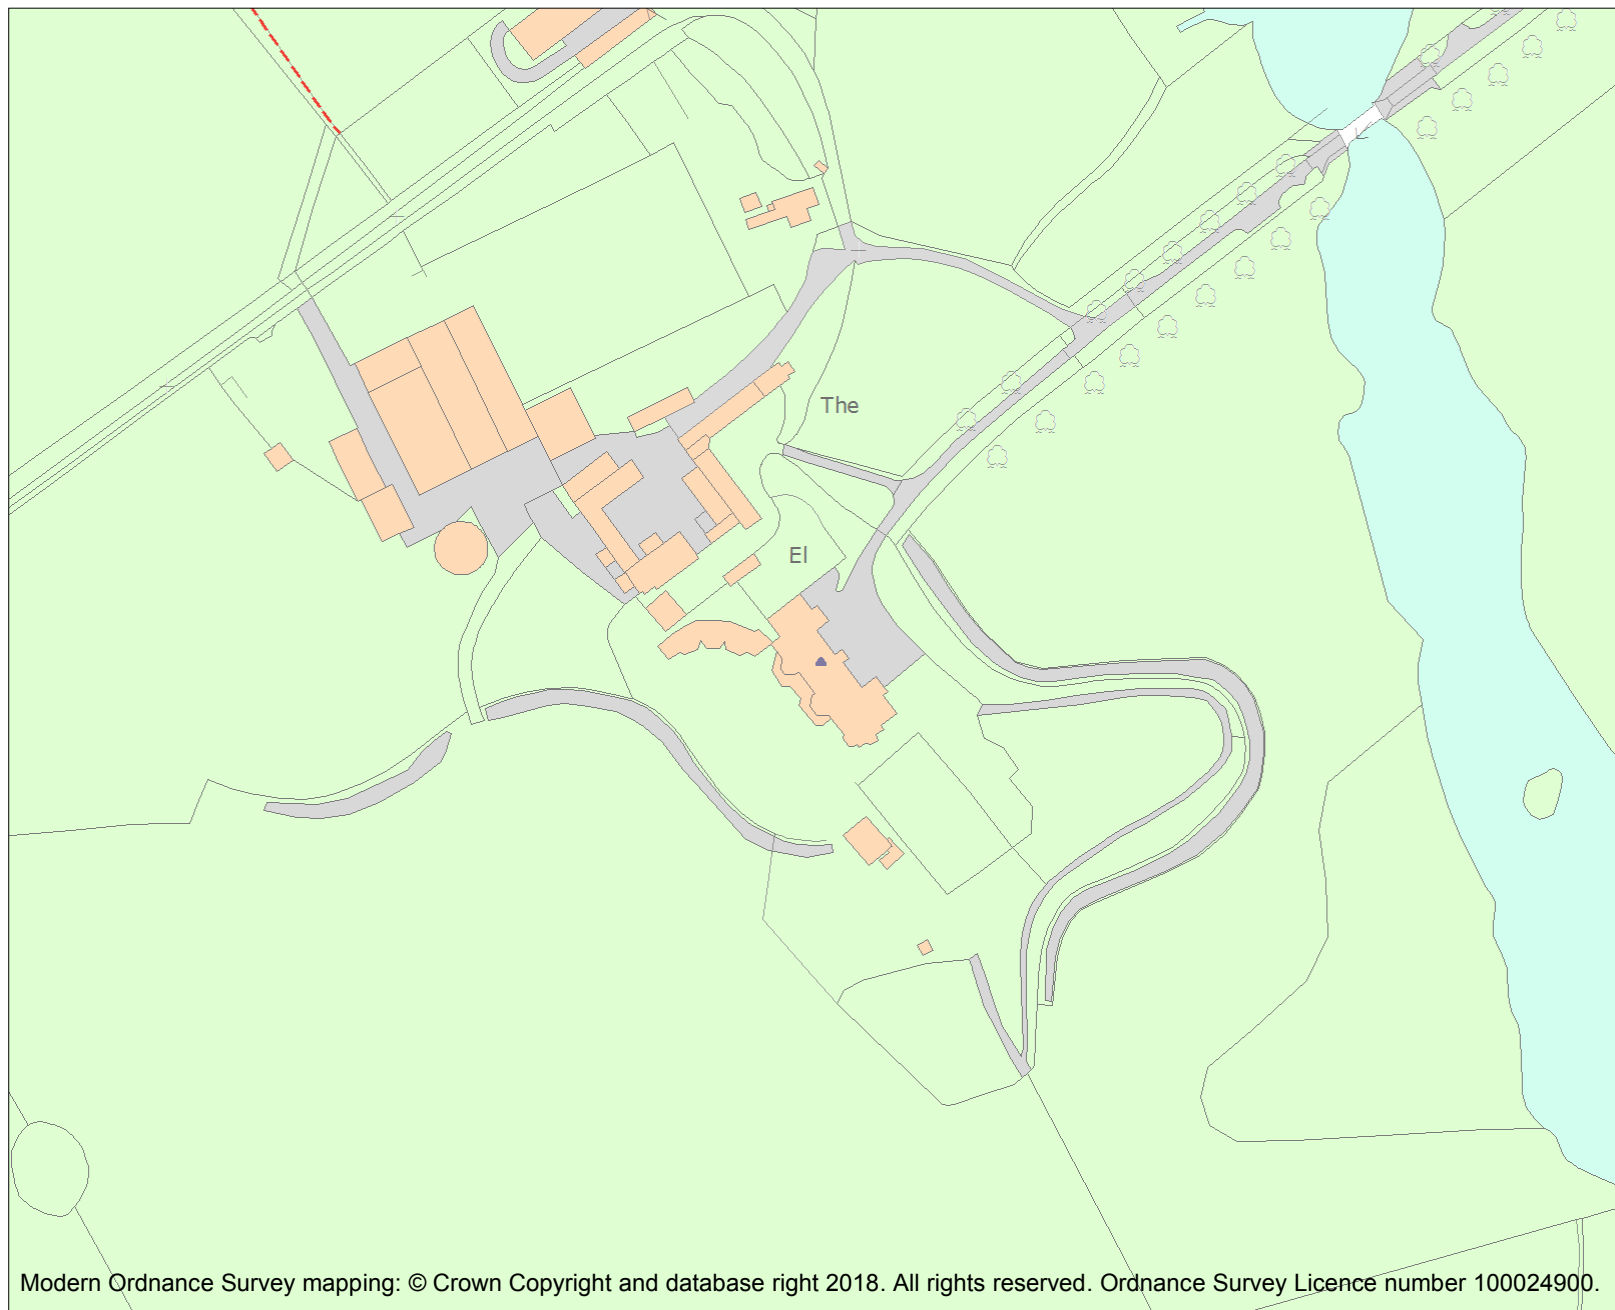 The
El
Modern Ordnance Survey mapping: © Crown Copyright and database right 2018. All rights reserved. Ordnance Survey Licence number 100024900.